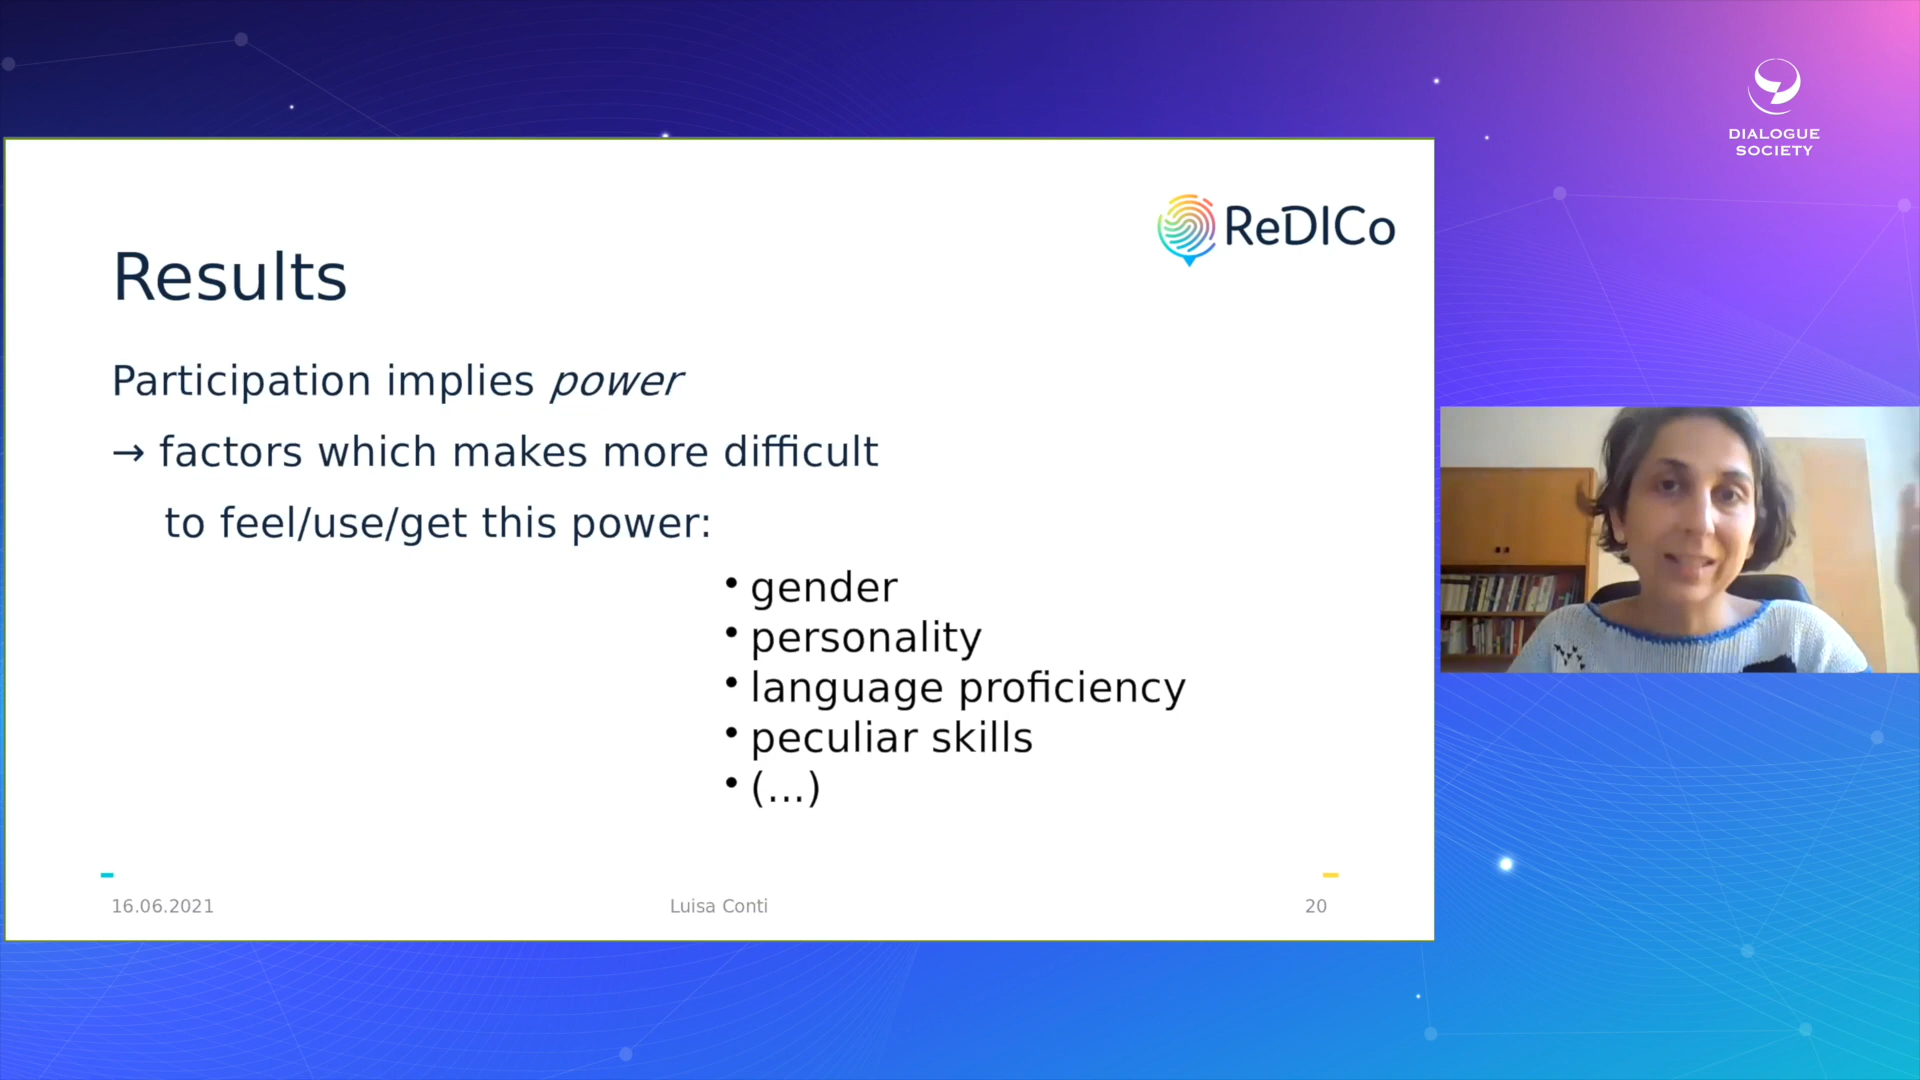 DIALOGUE
SOCIETY
ReDICo
Results
Participation implies power
→ factors which makes more difficult
to feel/use/get this power:
• gender
• personality
• language proficiency
• peculiar skills
• (...)
16.06.2021
Luisa Conti
20